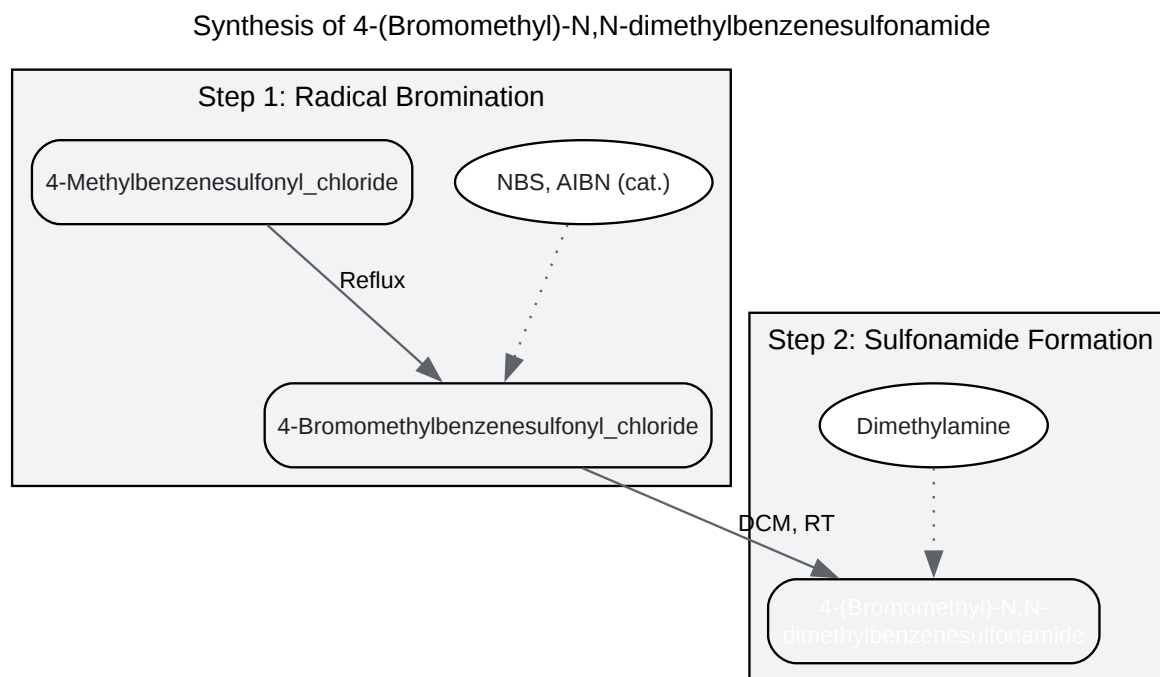 Synthesis of 4-(Bromomethyl)-N,N-dimethylbenzenesulfonamide
Step 1: Radical Bromination
4-Methylbenzenesulfonyl_chloride
NBS, AIBN (cat.)
Reflux
4-Bromomethylbenzenesulfonyl_chloride
Step 2: Sulfonamide Formation
Dimethylamine
DCM, RT
4-(Bromomethyl)-N,N-
dimethylbenzenesulfonamide